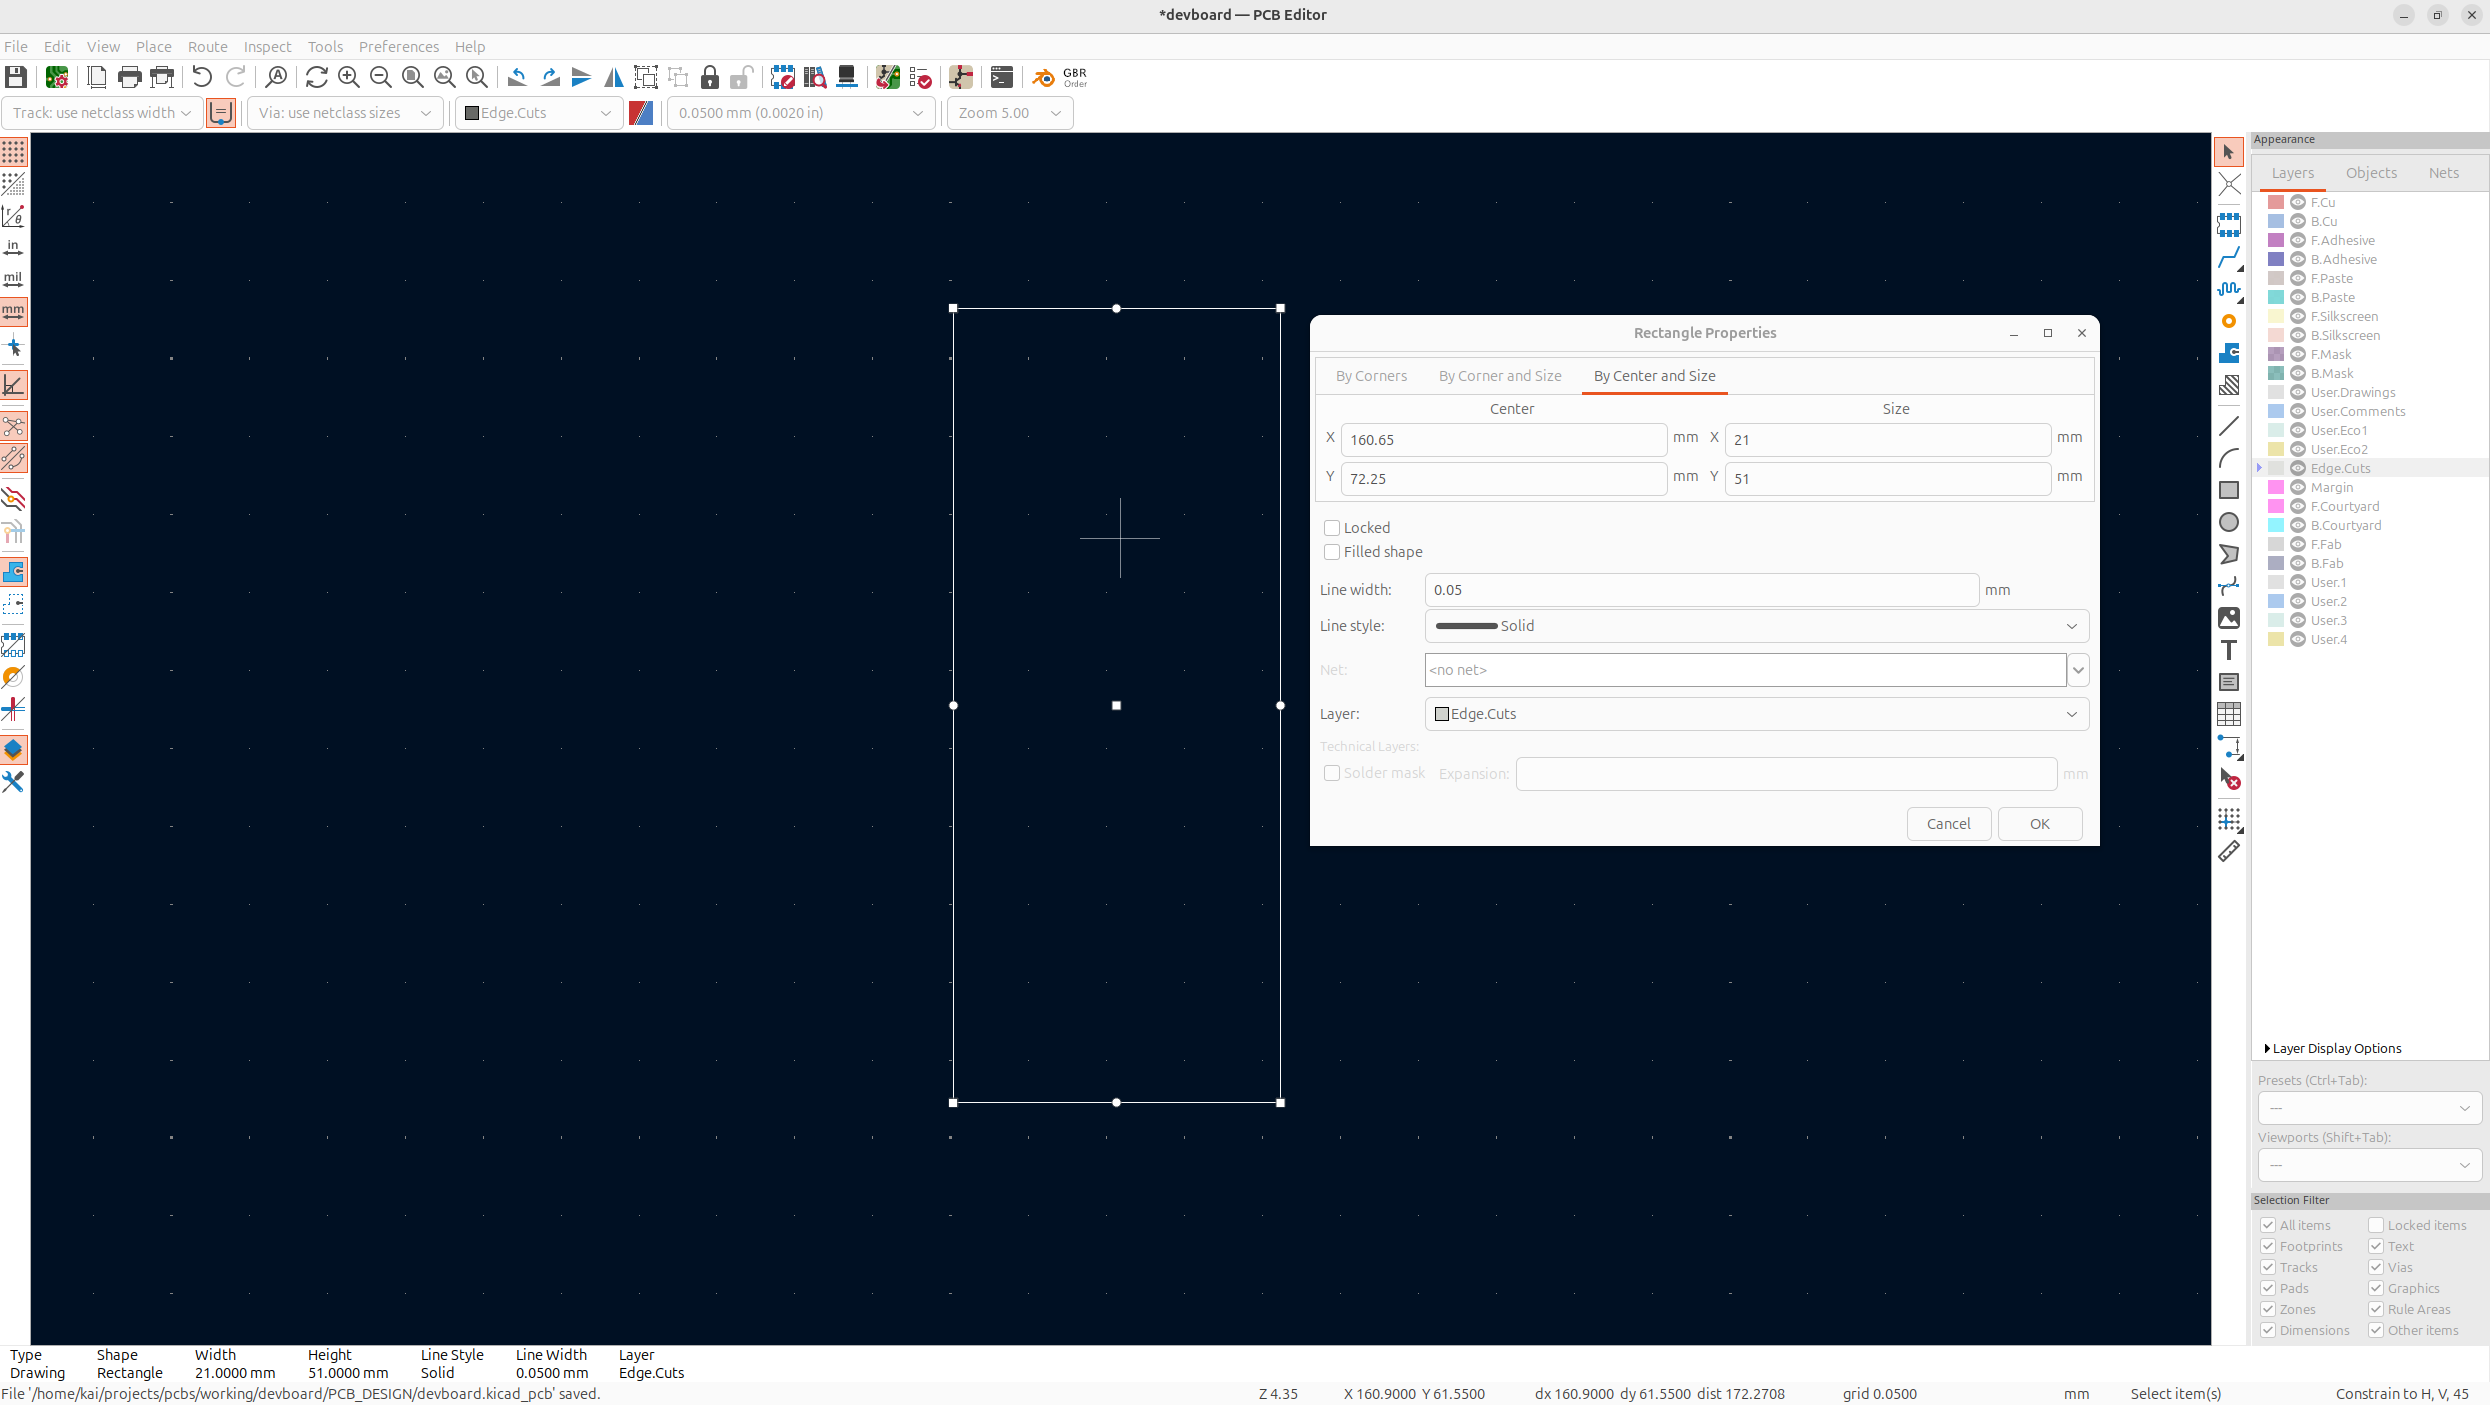 *devboard — PCB Editor
File Edit View Place Route Inspect Tools Preferences Help
GBR
Order
Track: use netclass width Via: use netclass sizes Edge.Cuts 0.0500 mm (0.0020 in) Zoom 5.00
in
mil
mm
Rectangle Properties
By Corners By Corner and Size By Center and Size
Center Size
X 160.65 mm X 21 mm
Y 72.25 mm Y 51 mm
Locked
Filled shape
Line width: 0.05 mm
Line style: Solid
Net: <no net>
Layer: Edge.Cuts
Technical Layers:
Solder mask Expansion: mm
Cancel OK
Appearance
Layers Objects Nets
F.Cu
B.Cu
F.Adhesive
B.Adhesive
F.Paste
B.Paste
F.Silkscreen
B.Silkscreen
F.Mask
B.Mask
User.Drawings
User.Comments
User.Eco1
User.Eco2
Edge.Cuts
Margin
F.Courtyard
B.Courtyard
F.Fab
B.Fab
User.1
User.2
User.3
User.4
Layer Display Options
Presets (Ctrl+Tab):
---
Viewports (Shift+Tab):
---
Selection Filter
All items Locked items
Footprints Text
Tracks Vias
Pads Graphics
Zones Rule Areas
Dimensions Other items
Type Shape Width Height Line Style Line Width Layer
Drawing Rectangle 21.0000 mm 51.0000 mm Solid 0.0500 mm Edge.Cuts
File '/home/kai/projects/pcbs/working/devboard/PCB_DESIGN/devboard.kicad_pcb' saved. Z 4.35 X 160.9000 Y 61.5500 dx 160.9000 dy 61.5500 dist 172.2708 grid 0.0500 mm Select item(s) Constrain to H, V, 45